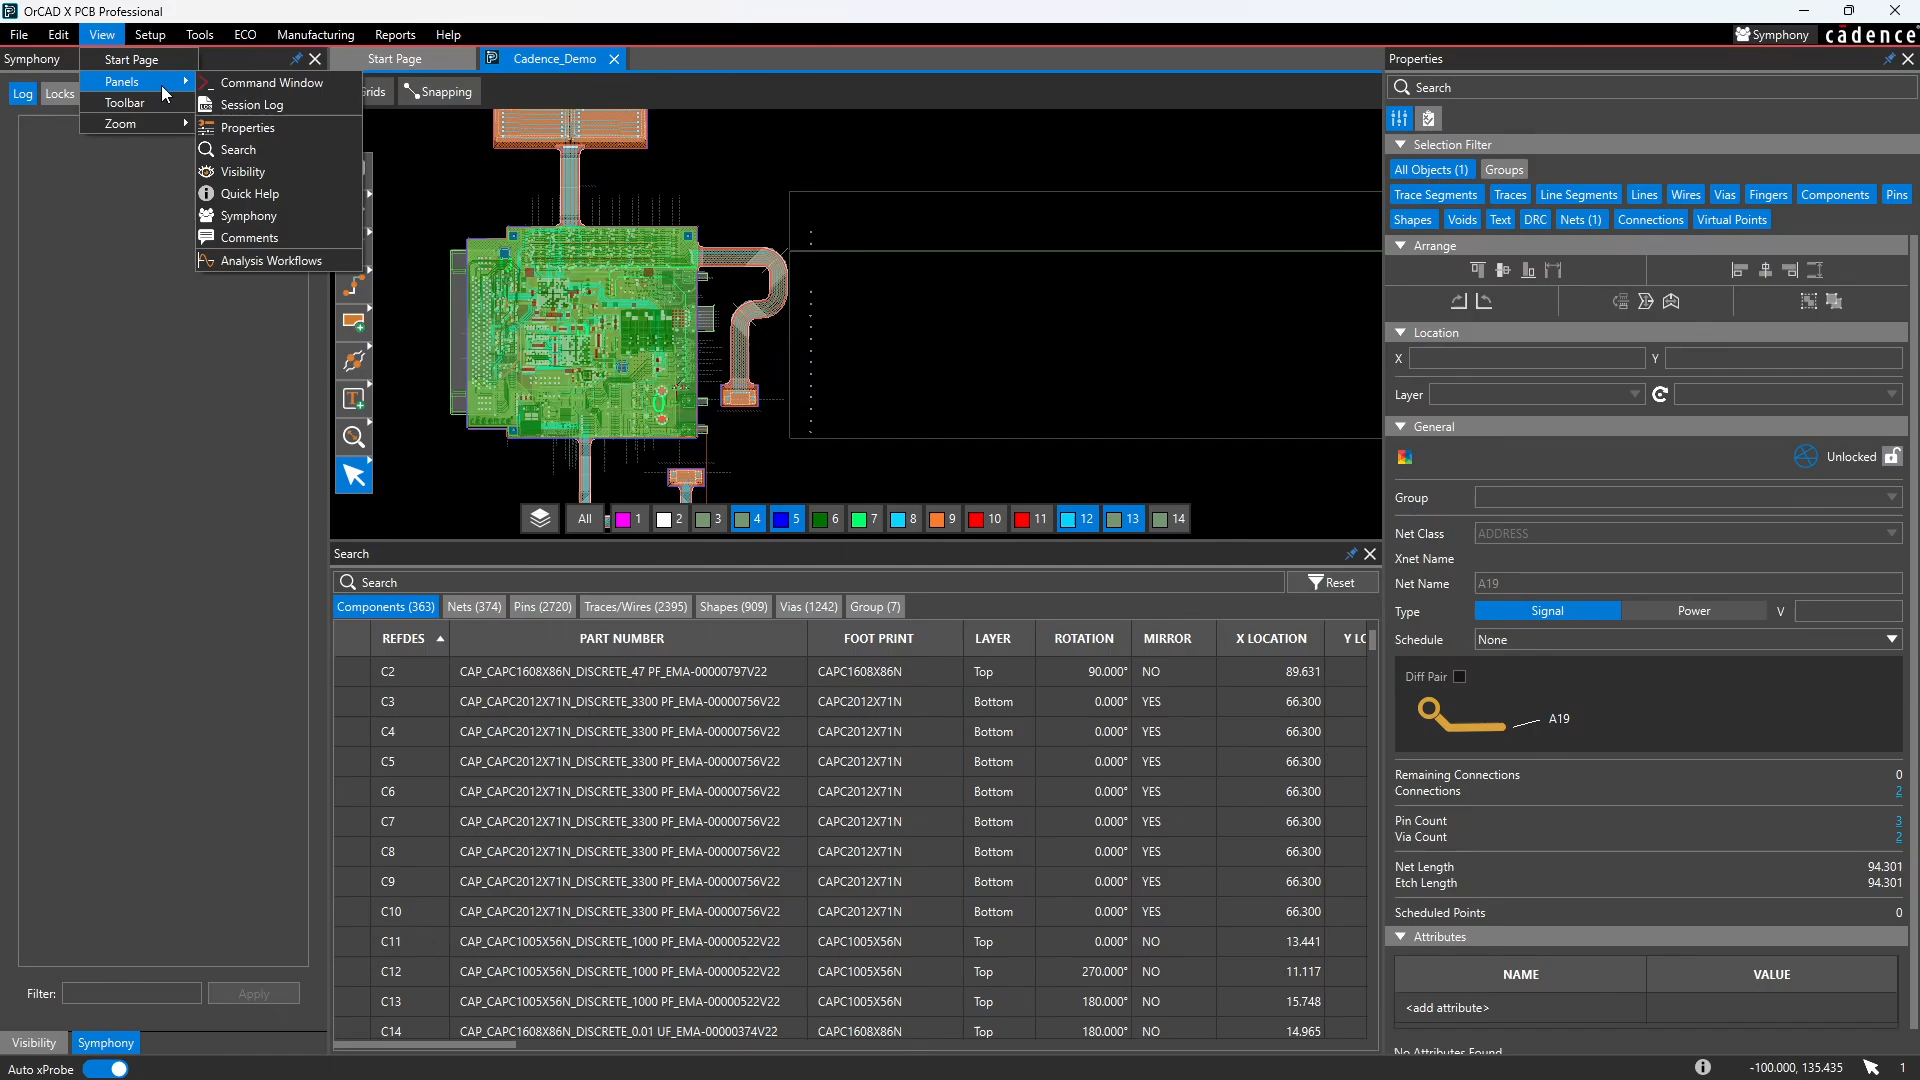 OrCAD X PCB Professional
File Edit View Setup Tools ECO Manufacturing Reports Help
Symphony cadence
Symphony
Start Page
Panels
Toolbar
Zoom
Command Window
Session Log
Properties
Search
Visibility
Quick Help
Symphony
Comments
Analysis Workflows
Log Locks
Start Page Cadence_Demo
rids Snapping
All 1 2 3 4 5 6 7 8 9 10 11 12 13 14
Search
Search Reset
Components (363) Nets (374) Pins (2720) Traces/Wires (2395) Shapes (909) Vias (1242) Group (7)
REFDES PART NUMBER FOOT PRINT LAYER ROTATION MIRROR X LOCATION Y LC
C2 CAP_CAPC1608X86N_DISCRETE_47 PF_EMA-00000797V22 CAPC1608X86N Top 90.000° NO 89.631
C3 CAP_CAPC2012X71N_DISCRETE_3300 PF_EMA-00000756V22 CAPC2012X71N Bottom 0.000° YES 66.300
C4 CAP_CAPC2012X71N_DISCRETE_3300 PF_EMA-00000756V22 CAPC2012X71N Bottom 0.000° YES 66.300
C5 CAP_CAPC2012X71N_DISCRETE_3300 PF_EMA-00000756V22 CAPC2012X71N Bottom 0.000° YES 66.300
C6 CAP_CAPC2012X71N_DISCRETE_3300 PF_EMA-00000756V22 CAPC2012X71N Bottom 0.000° YES 66.300
C7 CAP_CAPC2012X71N_DISCRETE_3300 PF_EMA-00000756V22 CAPC2012X71N Bottom 0.000° YES 66.300
C8 CAP_CAPC2012X71N_DISCRETE_3300 PF_EMA-00000756V22 CAPC2012X71N Bottom 0.000° YES 66.300
C9 CAP_CAPC2012X71N_DISCRETE_3300 PF_EMA-00000756V22 CAPC2012X71N Bottom 0.000° YES 66.300
C10 CAP_CAPC2012X71N_DISCRETE_3300 PF_EMA-00000756V22 CAPC2012X71N Bottom 0.000° YES 66.300
C11 CAP_CAPC1005X56N_DISCRETE_1000 PF_EMA-00000522V22 CAPC1005X56N Top 0.000° NO 13.441
C12 CAP_CAPC1005X56N_DISCRETE_1000 PF_EMA-00000522V22 CAPC1005X56N Top 270.000° NO 11.117
C13 CAP_CAPC1005X56N_DISCRETE_1000 PF_EMA-00000522V22 CAPC1005X56N Top 180.000° NO 15.748
C14 CAP_CAPC1608X86N_DISCRETE_0.01 UF_EMA-00000374V22 CAPC1608X86N Top 180.000° NO 14.965
Filter: Apply
Visibility Symphony
Auto xProbe
Properties
Search
Selection Filter
All Objects (1) Groups
Trace Segments Traces Line Segments Lines Wires Vias Fingers Components Pins
Shapes Voids Text DRC Nets (1) Connections Virtual Points
Arrange
Location
X Y
Layer
General
Unlocked
Group
Net Class ADDRESS
Xnet Name
Net Name A19
Type Signal Power V
Schedule None
Diff Pair
A19
Remaining Connections 0
Connections 2
Pin Count 3
Via Count 2
Net Length 94.301
Etch Length 94.301
Scheduled Points 0
Attributes
NAME VALUE
<add attribute>
No Attributes Found
-100.000, 135.435 1